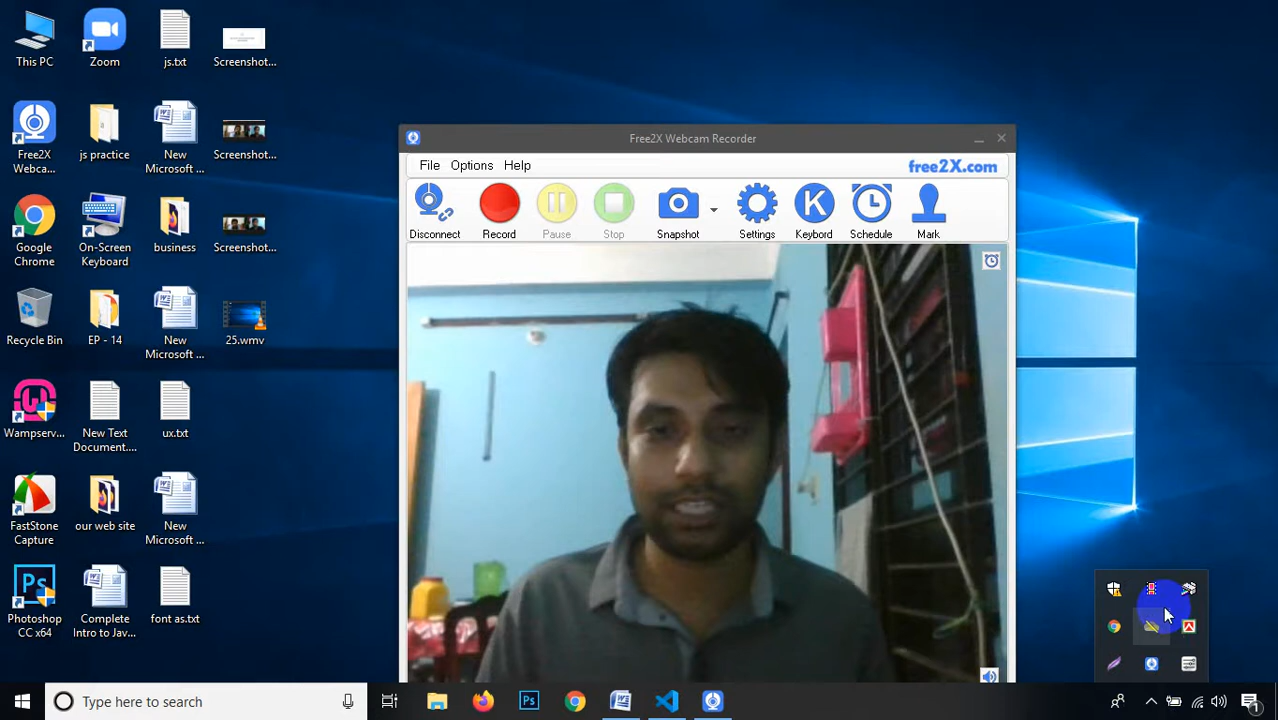 This PC
Zoom
js.txt
Screenshot...
Free2X
Webca...
js practice
New
Microsoft ...
Screenshot...
Google
Chrome
On-Screen
Keyboard
business
Screenshot...
Recycle Bin
EP - 14
New
Microsoft ...
25.wmv
Wampserv...
New Text
Document....
ux.txt
FastStone
Capture
our web site
New
Microsoft ...
Ps
Photoshop
CC x64
Complete
Intro to Jav...
font as.txt
Free2X Webcam Recorder
File Options Help
free2X.com
Disconnect Record Pause Stop Snapshot Settings Keybord Schedule Mark
Type here to search
Ps
1